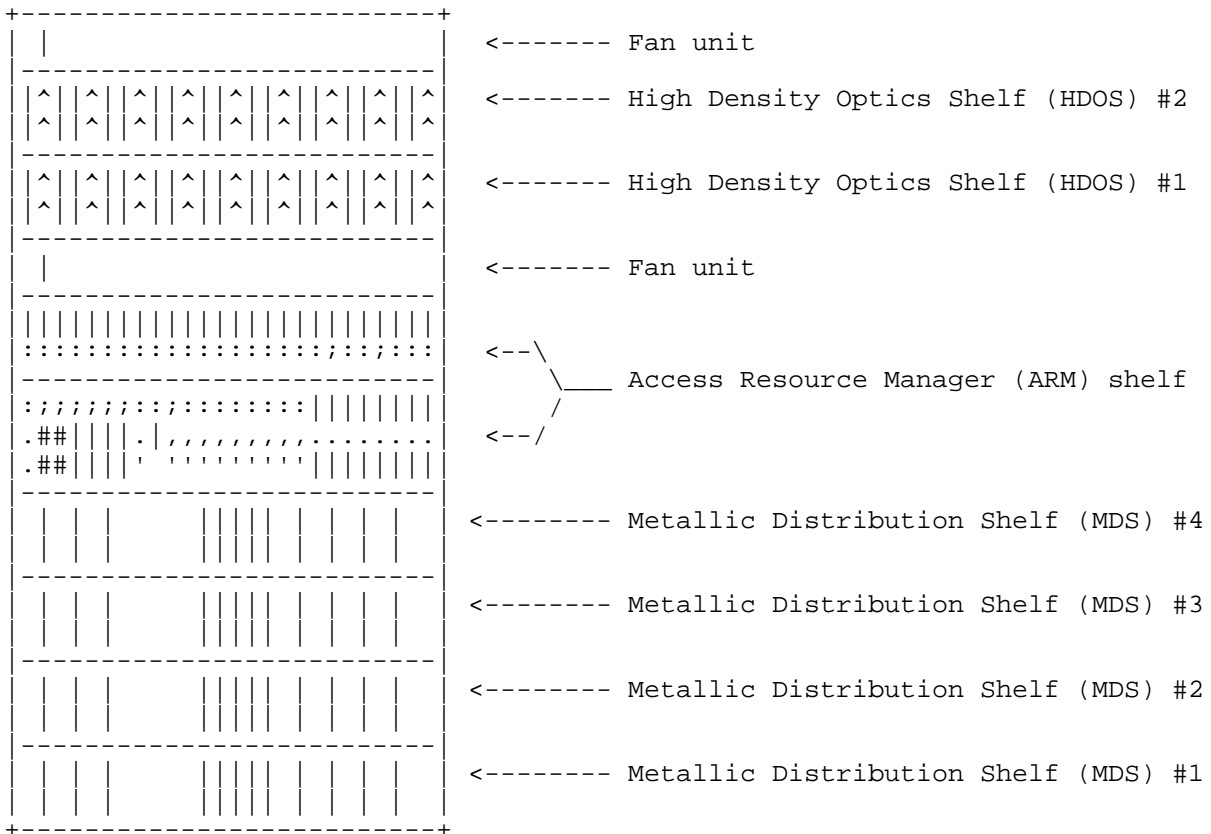 Fan unit
High Density Optics Shelf (HDOS) #2
High Density Optics Shelf (HDOS) #1
Fan unit
Access Resource Manager (ARM) shelf
Metallic Distribution Shelf (MDS) #4
Metallic Distribution Shelf (MDS) #3
Metallic Distribution Shelf (MDS) #2
Metallic Distribution Shelf (MDS) #1